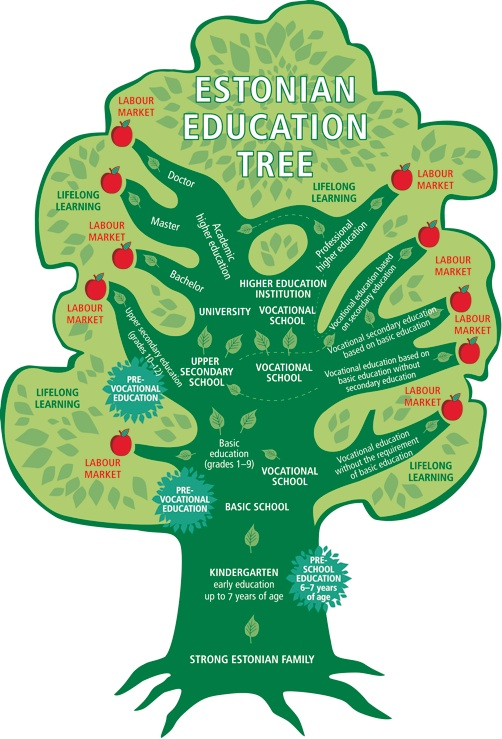 ESTONIAN
EDUCATION
TREE
LABOUR
MARKET
Doctor
LIFELONG
LEARNING
Master
Academic
higher education
LABOUR
MARKET
Bachelor
LABOUR
MARKET
Upper secondary education
(grades 10–12)
LIFELONG
LEARNING
Professional
higher education
LABOUR
MARKET
HIGHER EDUCATION
INSTITUTION
UNIVERSITY
VOCATIONAL
SCHOOL
Vocational education based
on secondary education
LABOUR
MARKET
Vocational secondary education
based on basic education
LABOUR
MARKET
UPPER
SECONDARY
SCHOOL
VOCATIONAL
SCHOOL
Vocational education based on
basic education without
secondary education
PRE-
VOCATIONAL
EDUCATION
LIFELONG
LEARNING
LABOUR
MARKET
LABOUR
MARKET
Basic
education
(grades 1–9)
VOCATIONAL
SCHOOL
Vocational education
without the requirement
of basic education
LIFELONG
LEARNING
PRE-
VOCATIONAL
EDUCATION
BASIC SCHOOL
KINDERGARTEN
early education
up to 7 years of age
PRE-
SCHOOL
EDUCATION
6–7 years
of age
STRONG ESTONIAN FAMILY